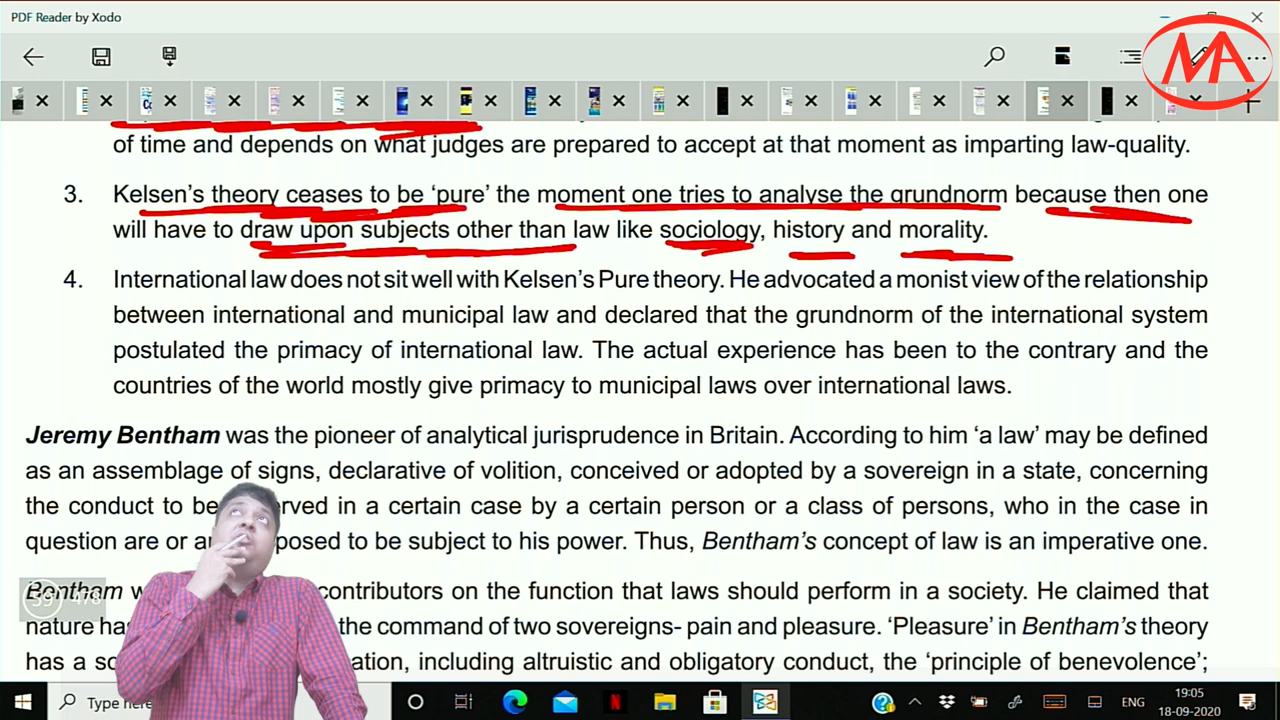 PDF Reader by Xodo
MA
of time and depends on what judges are prepared to accept at that moment as imparting law-quality.
3. Kelsen’s theory ceases to be ‘pure’ the moment one tries to analyse the grundnorm because then one
will have to draw upon subjects other than law like sociology, history and morality.
4. International law does not sit well with Kelsen’s Pure theory. He advocated a monist view of the relationship
between international and municipal law and declared that the grundnorm of the international system
postulated the primacy of international law. The actual experience has been to the contrary and the
countries of the world mostly give primacy to municipal laws over international laws.
Jeremy Bentham was the pioneer of analytical jurisprudence in Britain. According to him ‘a law’ may be defined
as an assemblage of signs, declarative of volition, conceived or adopted by a sovereign in a state, concerning
the conduct to be erved in a certain case by a certain person or a class of persons, who in the case in
question are or posed to be subject to his power. Thus, Bentham’s concept of law is an imperative one.
Bentham contributors on the function that laws should perform in a society. He claimed that
nature the command of two sovereigns- pain and pleasure. ‘Pleasure’ in Bentham’s theory
has a ation, including altruistic and obligatory conduct, the ‘principle of benevolence’;
59 478
Type here
ENG
19:05
18-09-2020